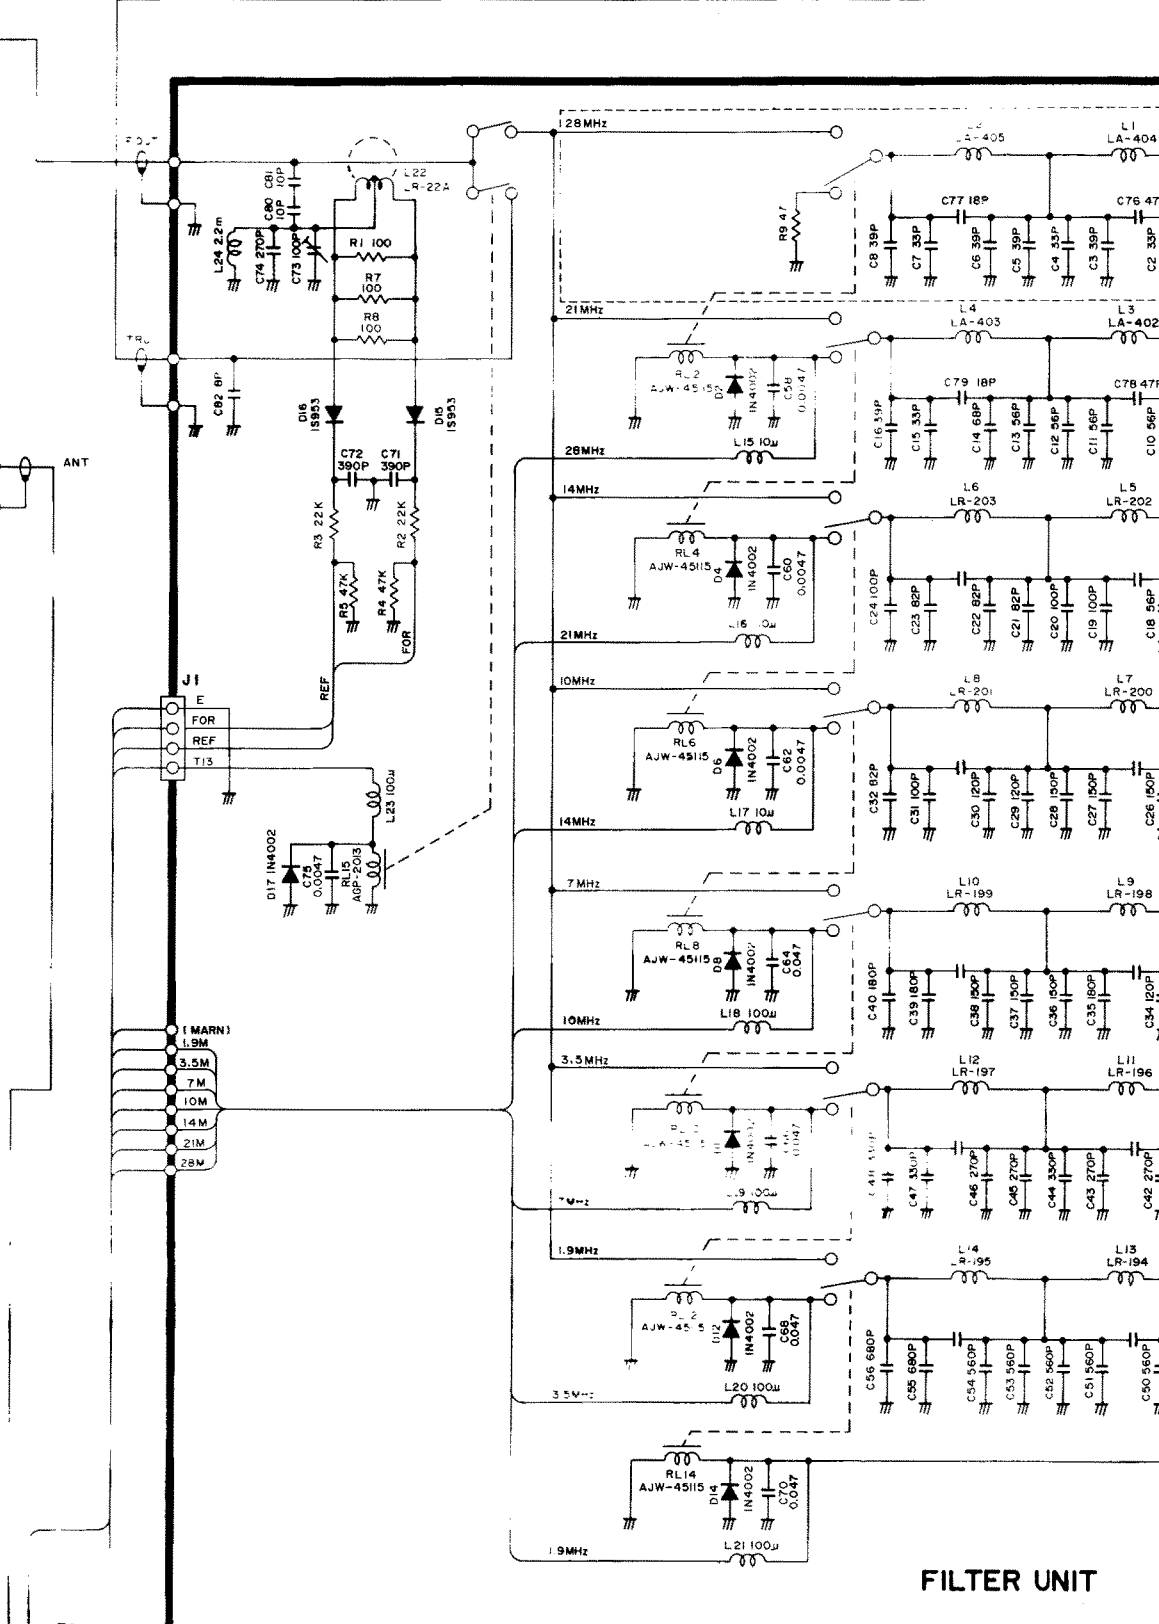 28MHz
L1
LA-405
LA-404
C81
10P
C80
10P
L22
LR-22A
L24 2.2m
C74 270P
C73 100P
R1 100
R7
100
R8
100
R9 47
C77 18P
C76 47
C8 39P
C7 33P
C6 39P
C5 39P
C4 33P
C3 39P
C2 33P
21MHz
L4
LA-403
L3
LA-402
C82 8P
D16
1S953
D15
1S953
AJW-45152
D2
1N4002
C58
0.0047
C79 18P
C78 47P
C16 39P
C15 33P
C14 68P
C13 56P
C12 56P
C11 56P
C10 56P
L15 10μ
28MHz
ANT
C72
390P
C71
390P
14MHz
L6
LR-203
L5
LR-202
R3 22K
R2 22K
RL4
AJW-45115
D4
1N4002
C60
0.0047
R5 47K
R4 47K
C24 100P
C23 82P
C22 82P
C21 82P
C20 100P
C19 100P
C18 56P
21MHz
FOR
REF
10MHz
L8
LR-201
L7
LR-200
J1
E
FOR
REF
T13
RL6
AJW-45115
D6
1N4002
C62
0.0047
C32 82P
C31 100P
C30 120P
C29 120P
C28 150P
C27 150P
C26 150P
L17 10μ
14MHz
L23 100μ
D17 1N4002
C75
0.0047
RL15
AGP-2013
7MHz
L10
LR-199
L9
LR-198
RL8
AJW-45115
D8
1N4002
C64
0.047
C40 180P
C39 180P
C38 150P
C37 150P
C36 150P
C35 180P
C34 120P
L18 100μ
10MHz
(MARN)
1.9M
3.5M
7M
10M
14M
21M
28M
3.5MHz
L12
LR-197
L11
LR-196
1N4002
C47 330P
C46 270P
C45 270P
C44 330P
C43 270P
C42 270P
1.9MHz
L14
LR-195
L13
LR-194
D12
1N4002
C68
0.047
C56 680P
C55 680P
C54 560P
C53 560P
C52 560P
C51 560P
C50 560P
L20 100μ
3.5MHz
RL14
AJW-45115
D14
1N4002
C70
0.047
L21 100μ
1.9MHz
FILTER UNIT